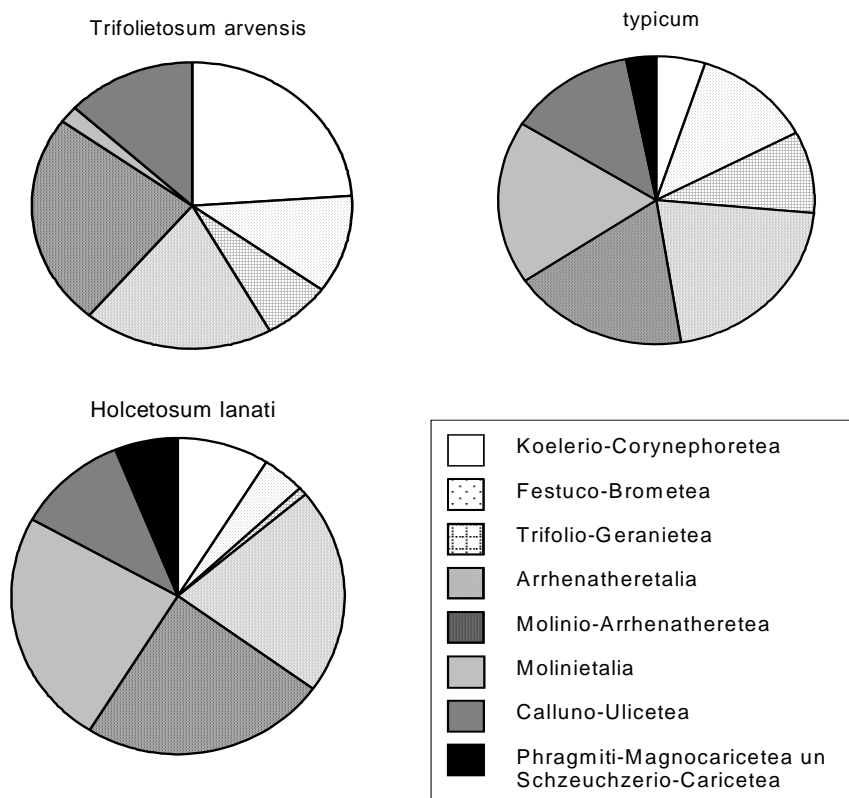 Trifolietosum arvensis
typicum
Holcetosum lanati
Koelerio-Corynephoretea
Festuco-Brometea
Trifolio-Geranietea
Arrhenatheretalia
Molinio-Arrhenatheretea
Molinietalia
Calluno-Ulicetea
Phragmiti-Magnocaricetea un
Schzeuchzerio-Caricetea